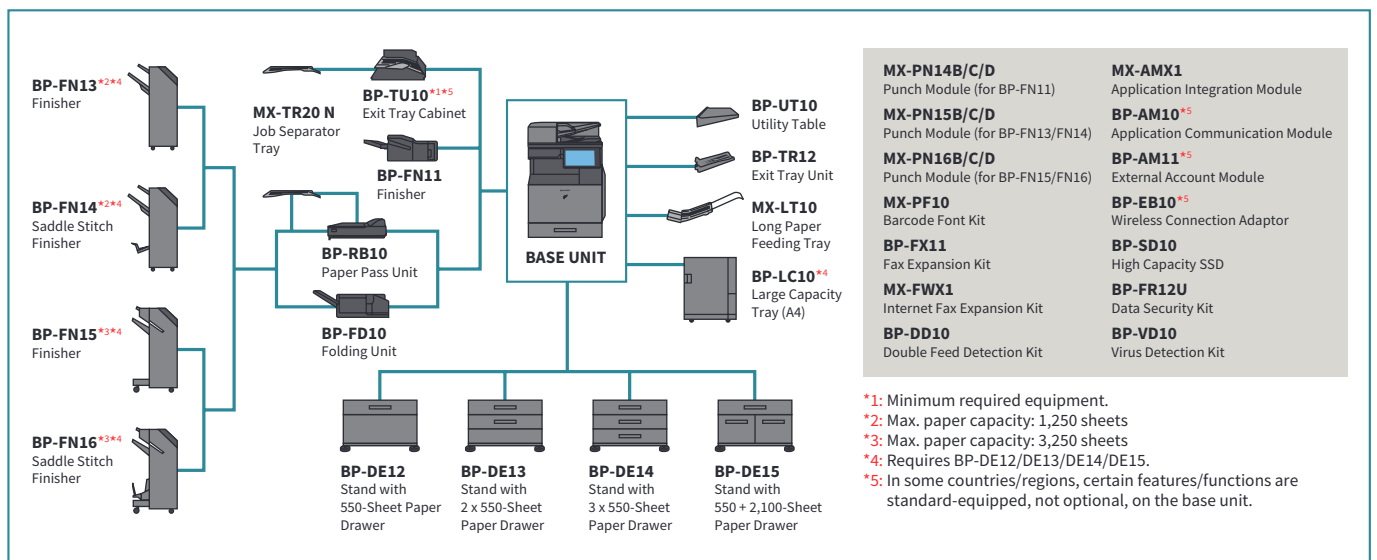 BP-FN13*2*4
Finisher
BP-FN14*2*4
Saddle Stitch
Finisher
BP-FN15*3*4
Finisher
BP-FN16*3*4
Saddle Stitch
Finisher
MX-TR20 N
Job Separator
Tray
BP-TU10*1*5
Exit Tray Cabinet
BP-FN11
Finisher
BP-RB10
Paper Pass Unit
BP-FD10
Folding Unit
BASE UNIT
BP-UT10
Utility Table
BP-TR12
Exit Tray Unit
MX-LT10
Long Paper
Feeding Tray
BP-LC10*4
Large Capacity
Tray (A4)
BP-DE12
Stand with
550-Sheet Paper
Drawer
BP-DE13
Stand with
2 x 550-Sheet
Paper Drawer
BP-DE14
Stand with
3 x 550-Sheet
Paper Drawer
BP-DE15
Stand with
550 + 2,100-Sheet
Paper Drawer
MX-PN14B/C/D
Punch Module (for BP-FN11)
MX-PN15B/C/D
Punch Module (for BP-FN13/FN14)
MX-PN16B/C/D
Punch Module (for BP-FN15/FN16)
MX-PF10
Barcode Font Kit
BP-FX11
Fax Expansion Kit
MX-FWX1
Internet Fax Expansion Kit
BP-DD10
Double Feed Detection Kit
MX-AMX1
Application Integration Module
BP-AM10*5
Application Communication Module
BP-AM11*5
External Account Module
BP-EB10*5
Wireless Connection Adaptor
BP-SD10
High Capacity SSD
BP-FR12U
Data Security Kit
BP-VD10
Virus Detection Kit
*1: Minimum required equipment.
*2: Max. paper capacity: 1,250 sheets
*3: Max. paper capacity: 3,250 sheets
*4: Requires BP-DE12/DE13/DE14/DE15.
*5: In some countries/regions, certain features/functions are
standard-equipped, not optional, on the base unit.